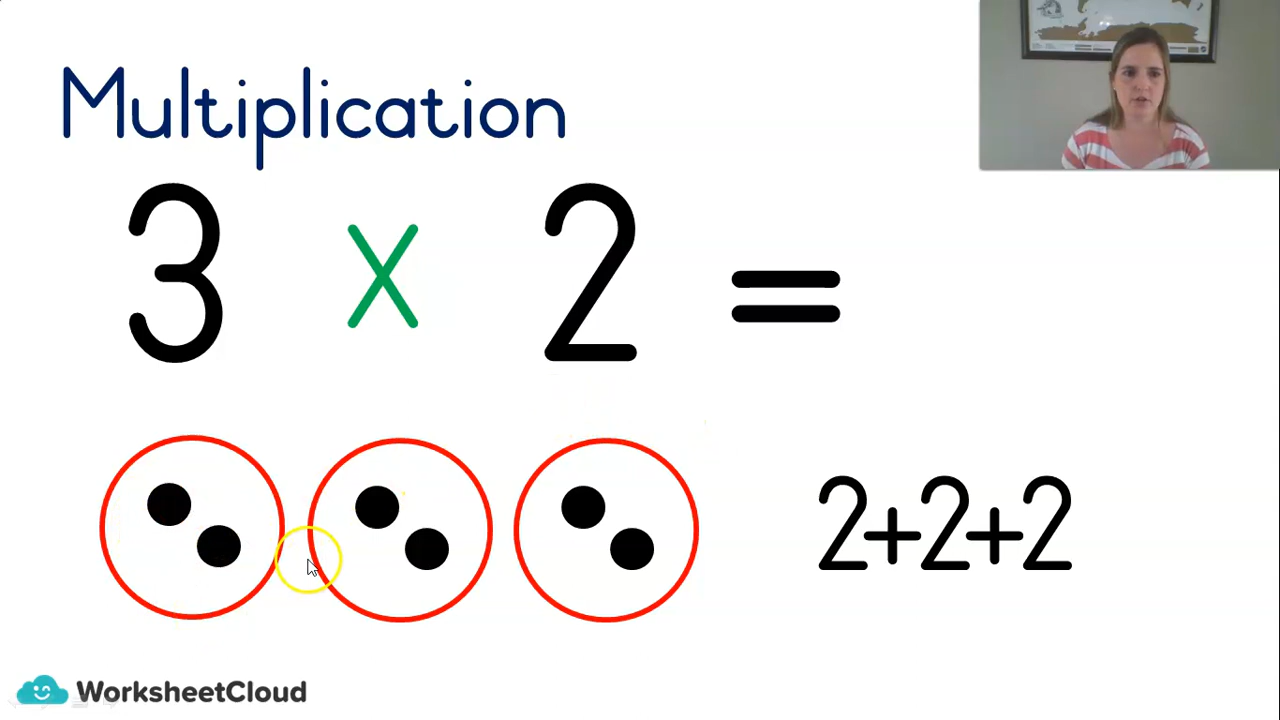 Multiplication
3 x 2 =
2+2+2
WorksheetCloud